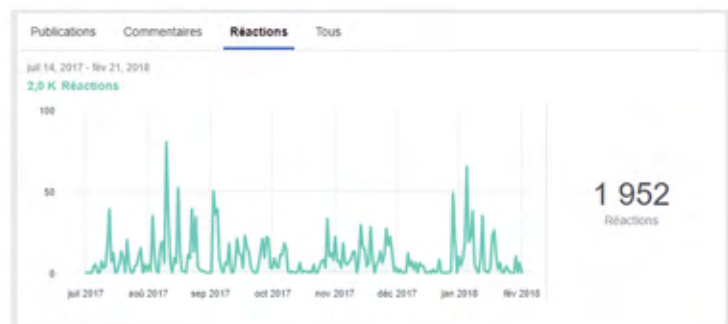 Publications Commentaires Réactions Tous
juil 14, 2017 - fév 21, 2018
2,0 K Réactions
100
50
0
juil 2017 aoû 2017 sep 2017 oct 2017 nov 2017 déc 2017 jan 2018 fév 2018
1 952
Réactions